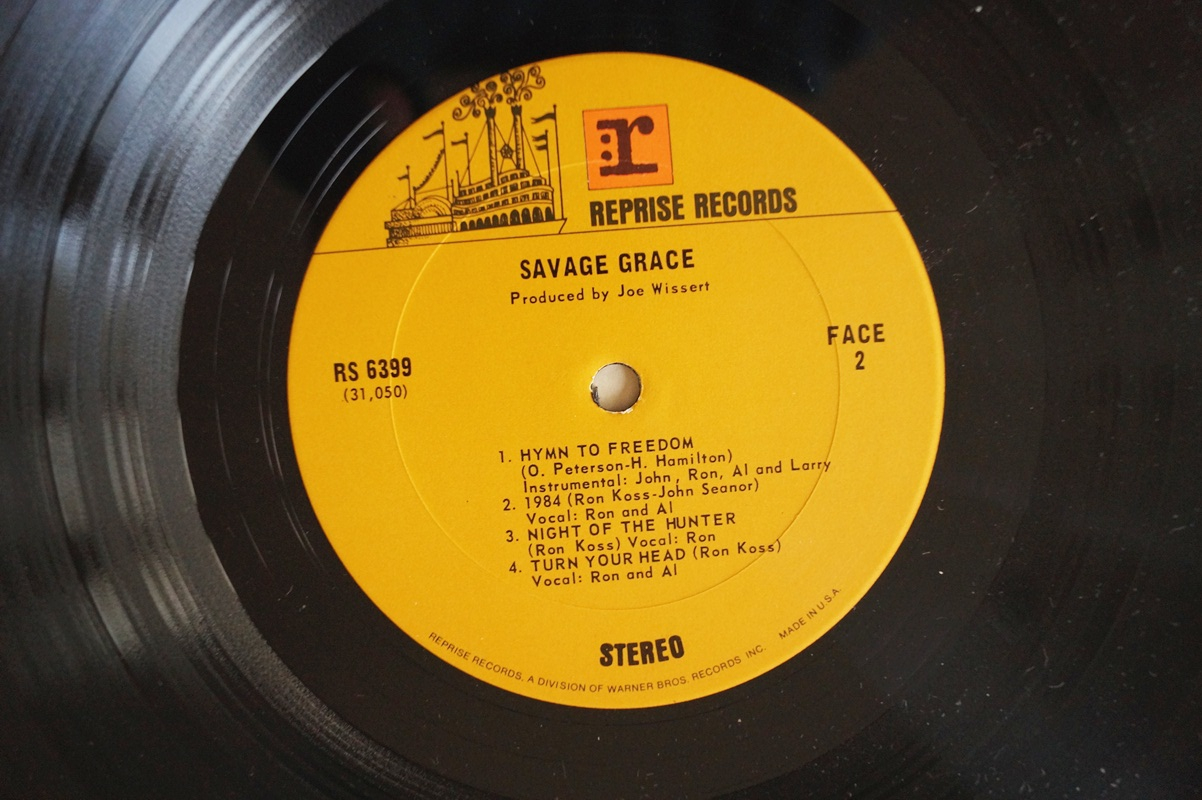 r
REPRISE RECORDS
SAVAGE GRACE
Produced by Joe Wissert
FACE
2
RS 6399
(31,050)
1. HYMN TO FREEDOM
(O. Peterson-H. Hamilton)
Instrumental: John, Ron, Al and Larry
2. 1984 (Ron Koss-John Seanor)
Vocal: Ron and Al
3. NIGHT OF THE HUNTER
(Ron Koss) Vocal: Ron
4. TURN YOUR HEAD (Ron Koss)
Vocal: Ron and Al
STEREO
REPRISE RECORDS, A DIVISION OF WARNER BROS. RECORDS INC. MADE IN U.S.A.